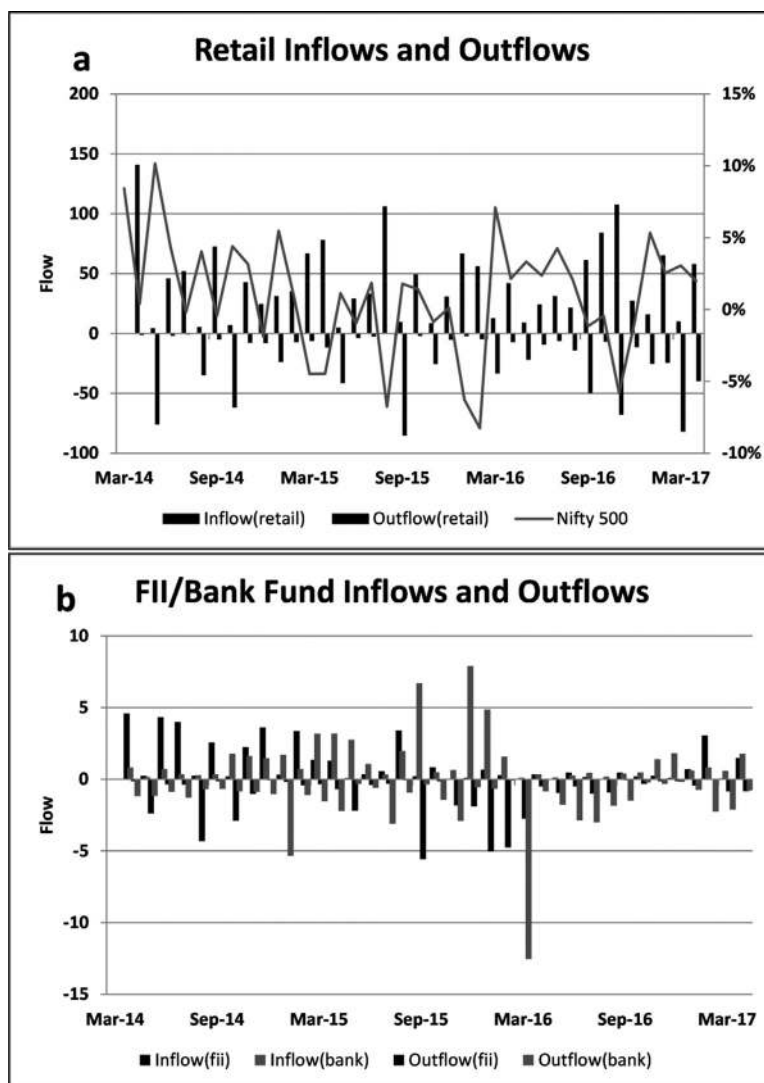 a
Retail Inflows and Outflows
200 15%
150 10%
100 5%
50 0%
0 -5%
-50 -10%
-100
Flow
Mar-14 Sep-14 Mar-15 Sep-15 Mar-16 Sep-16 Mar-17
Inflow(retail) Outflow(retail) Nifty 500
b
FII/Bank Fund Inflows and Outflows
10
5
0
-5
-10
-15
Flow
Mar-14 Sep-14 Mar-15 Sep-15 Mar-16 Sep-16 Mar-17
Inflow(fii) Inflow(bank) Outflow(fii) Outflow(bank)